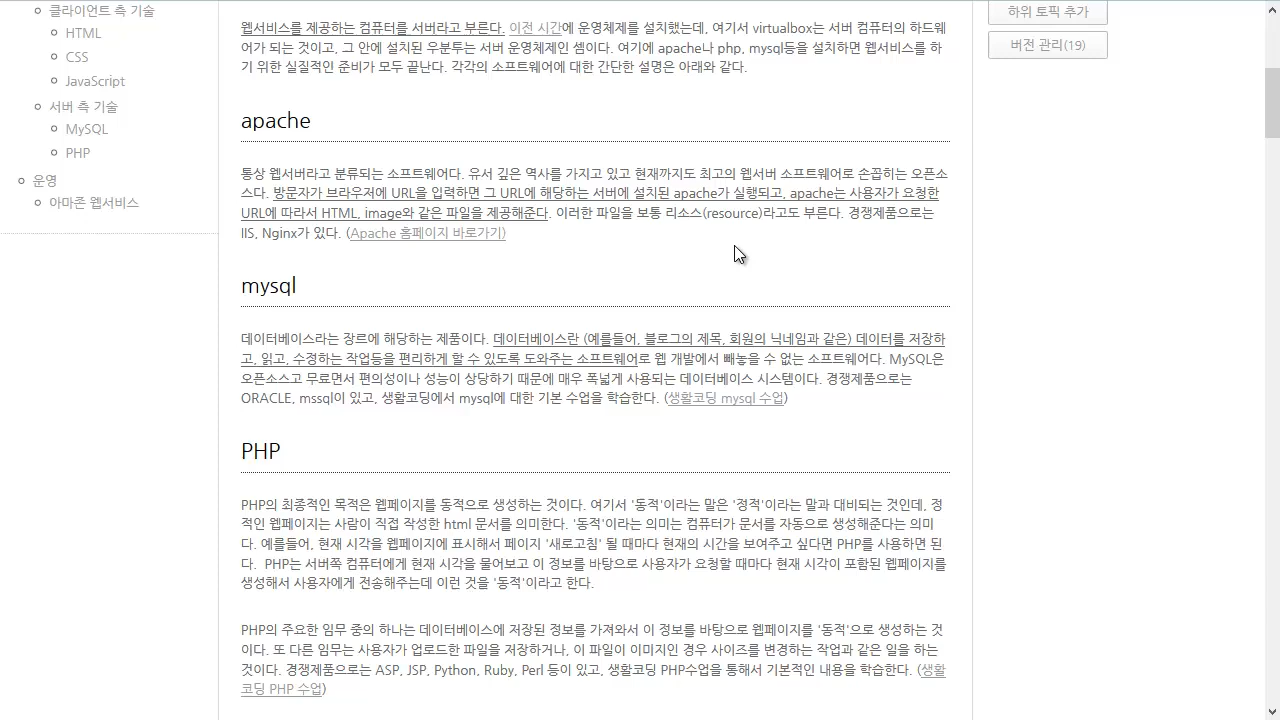 클라이언트 측 기술
HTML
CSS
JavaScript
서버 측 기술
MySQL
PHP
운영
아마존 웹서비스
웹서비스를 제공하는 컴퓨터를 서버라고 부른다. 이전 시간에 운영체제를 설치했는데, 여기서 virtualbox는 서버 컴퓨터의 하드웨
어가 되는 것이고, 그 안에 설치된 우분투는 서버 운영체제인 셈이다. 여기에 apache나 php, mysql등을 설치하면 웹서비스를 하
기 위한 실질적인 준비가 모두 끝난다. 각각의 소프트웨어에 대한 간단한 설명은 아래와 같다.
apache
통상 웹서버라고 분류되는 소프트웨어다. 유서 깊은 역사를 가지고 있고 현재까지도 최고의 웹서버 소프트웨어로 손꼽히는 오픈소
스다. 방문자가 브라우저에 URL을 입력하면 그 URL에 해당하는 서버에 설치된 apache가 실행되고, apache는 사용자가 요청한
URL에 따라서 HTML, image와 같은 파일을 제공해준다. 이러한 파일을 보통 리소스(resource)라고도 부른다. 경쟁제품으로는
IIS, Nginx가 있다. (Apache 홈페이지 바로가기)
mysql
데이터베이스라는 장르에 해당하는 제품이다. 데이터베이스란 (예를들어, 블로그의 제목, 회원의 닉네임과 같은) 데이터를 저장하
고, 읽고, 수정하는 작업등을 편리하게 할 수 있도록 도와주는 소프트웨어로 웹 개발에서 빼놓을 수 없는 소프트웨어다. MySQL은
오픈소스고 무료면서 편의성이나 성능이 상당하기 때문에 매우 폭넓게 사용되는 데이터베이스 시스템이다. 경쟁제품으로는
ORACLE, mssql이 있고, 생활코딩에서 mysql에 대한 기본 수업을 학습한다. (생활코딩 mysql 수업)
PHP
PHP의 최종적인 목적은 웹페이지를 동적으로 생성하는 것이다. 여기서 '동적'이라는 말은 '정적'이라는 말과 대비되는 것인데, 정
적인 웹페이지는 사람이 직접 작성한 html 문서를 의미한다. '동적'이라는 의미는 컴퓨터가 문서를 자동으로 생성해준다는 의미
다. 예를들어, 현재 시각을 웹페이지에 표시해서 페이지 '새로고침' 될 때마다 현재의 시간을 보여주고 싶다면 PHP를 사용하면 된
다. PHP는 서버쪽 컴퓨터에게 현재 시각을 물어보고 이 정보를 바탕으로 사용자가 요청할 때마다 현재 시각이 포함된 웹페이지를
생성해서 사용자에게 전송해주는데 이런 것을 '동적'이라고 한다.
PHP의 주요한 임무 중의 하나는 데이터베이스에 저장된 정보를 가져와서 이 정보를 바탕으로 웹페이지를 '동적'으로 생성하는 것
이다. 또 다른 임무는 사용자가 업로드한 파일을 저장하거나, 이 파일이 이미지인 경우 사이즈를 변경하는 작업과 같은 일을 하는
것이다. 경쟁제품으로는 ASP, JSP, Python, Ruby, Perl 등이 있고, 생활코딩 PHP수업을 통해서 기본적인 내용을 학습한다. (생활
코딩 PHP 수업)
하위 토픽 추가
버전 관리(19)